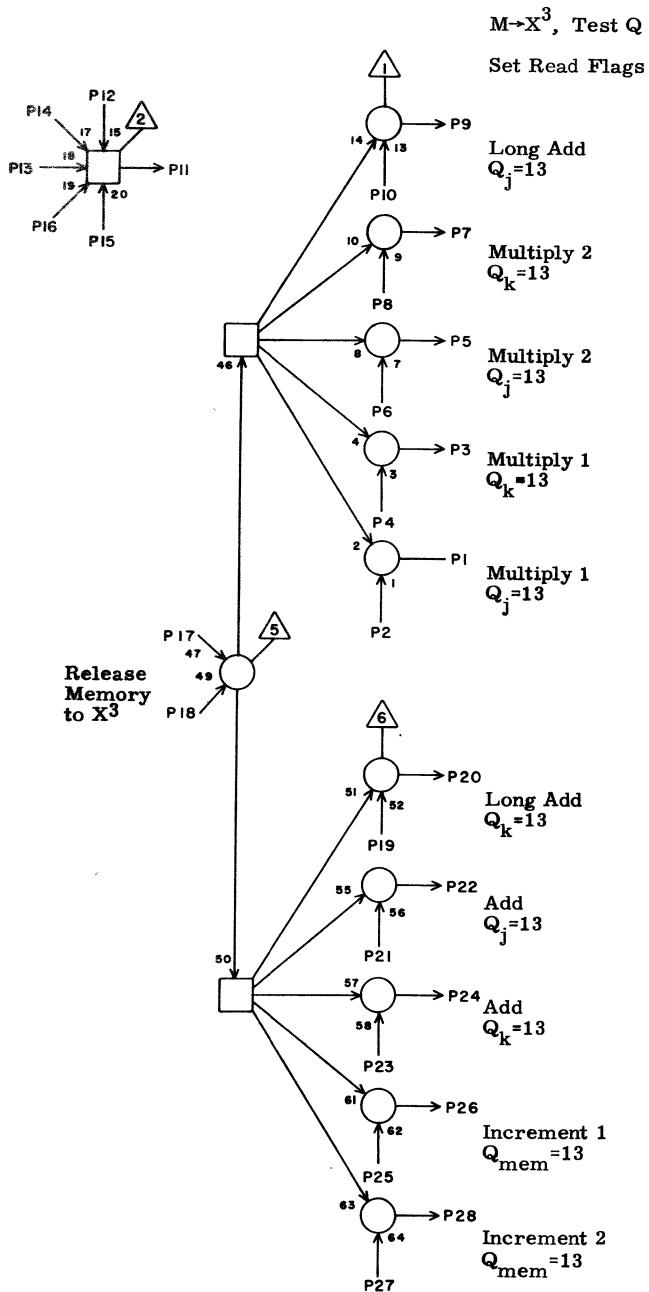 M→X³, Test Q
Set Read Flags
1
P9
14
13
P10
Long Add
Qj=13
P12
P14
2
17
15
P13
18
P11
19
20
P16
P15
P7
10
9
P8
Multiply 2
Qk=13
P5
8
7
P6
Multiply 2
Qj=13
46
P3
4
3
P4
Multiply 1
Qk=13
P1
2
1
P2
Multiply 1
Qj=13
P17
5
47
49
P18
Release
Memory
to X³
6
P20
51
52
P19
Long Add
Qk=13
P22
55
56
P21
Add
Qj=13
50
P24
57
58
P23
Add
Qk=13
P26
61
62
P25
Increment 1
Qmem=13
P28
63
64
P27
Increment 2
Qmem=13